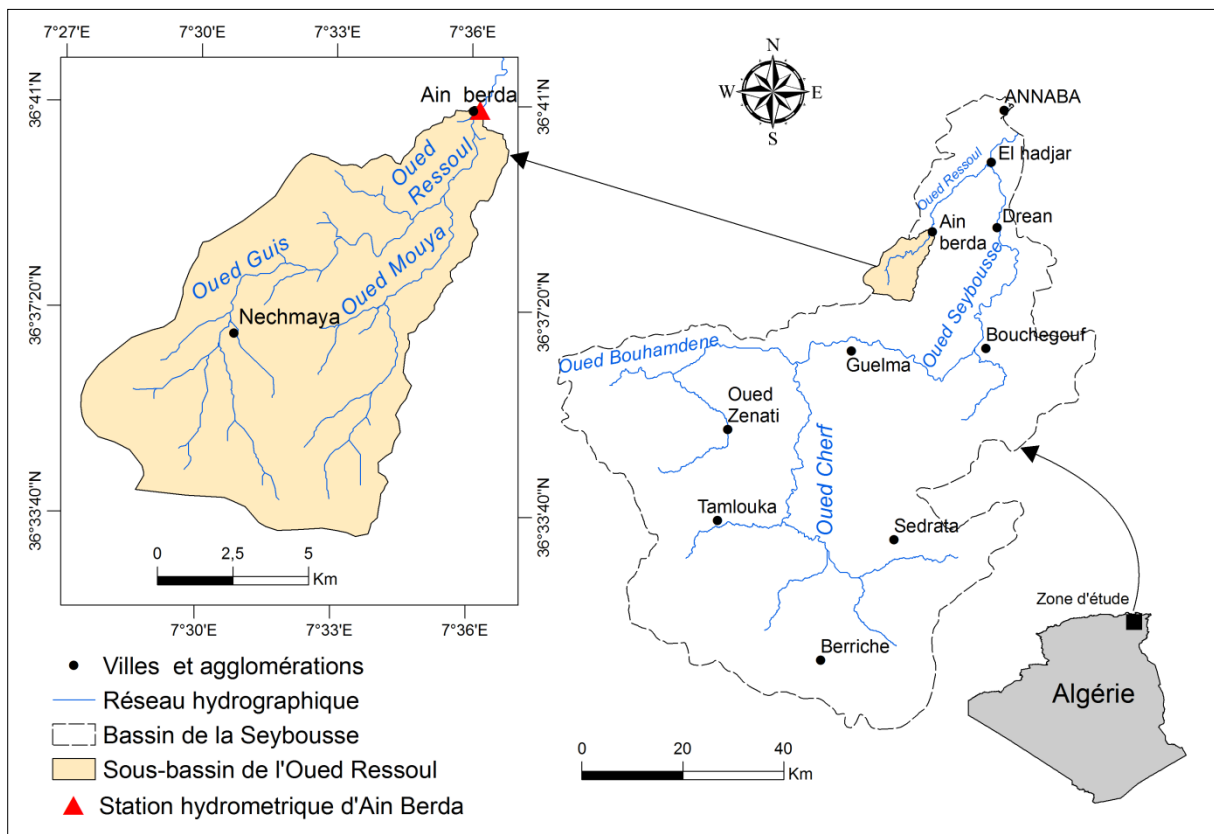 7°27'E
7°30'E
7°33'E
7°36'E
36°41'N
36°37'20"N
36°33'40"N
36°41'N
36°37'20"N
36°33'40"N
7°30'E
7°33'E
7°36'E
Ain berda
Oued
Ressoul
Oued Guis
Oued Mouya
Nechmaya
0
2,5
5
Km
N
W
E
S
ANNABA
El hadjar
Oued Ressoul
Drean
Ain
berda
Oued Seybousse
Bouchegouf
Oued Bouhamdene
Guelma
Oued
Zenati
Oued Cherf
Tamlouka
Sedrata
Berriche
Zone d'étude
Algérie
0
20
40
Km
Villes et agglomérations
Réseau hydrographique
Bassin de la Seybousse
Sous-bassin de l'Oued Ressoul
Station hydrometrique d'Ain Berda